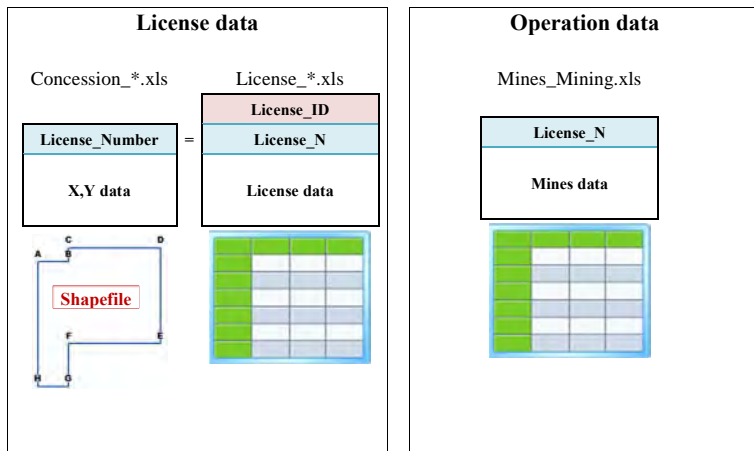 License data
Concession_*.xls
License_*.xls
License_ID
License_Number
=
License_N
X,Y data
License data
C
D
A
B
Shapefile
F
E
H
G
Operation data
Mines_Mining.xls
License_N
Mines data